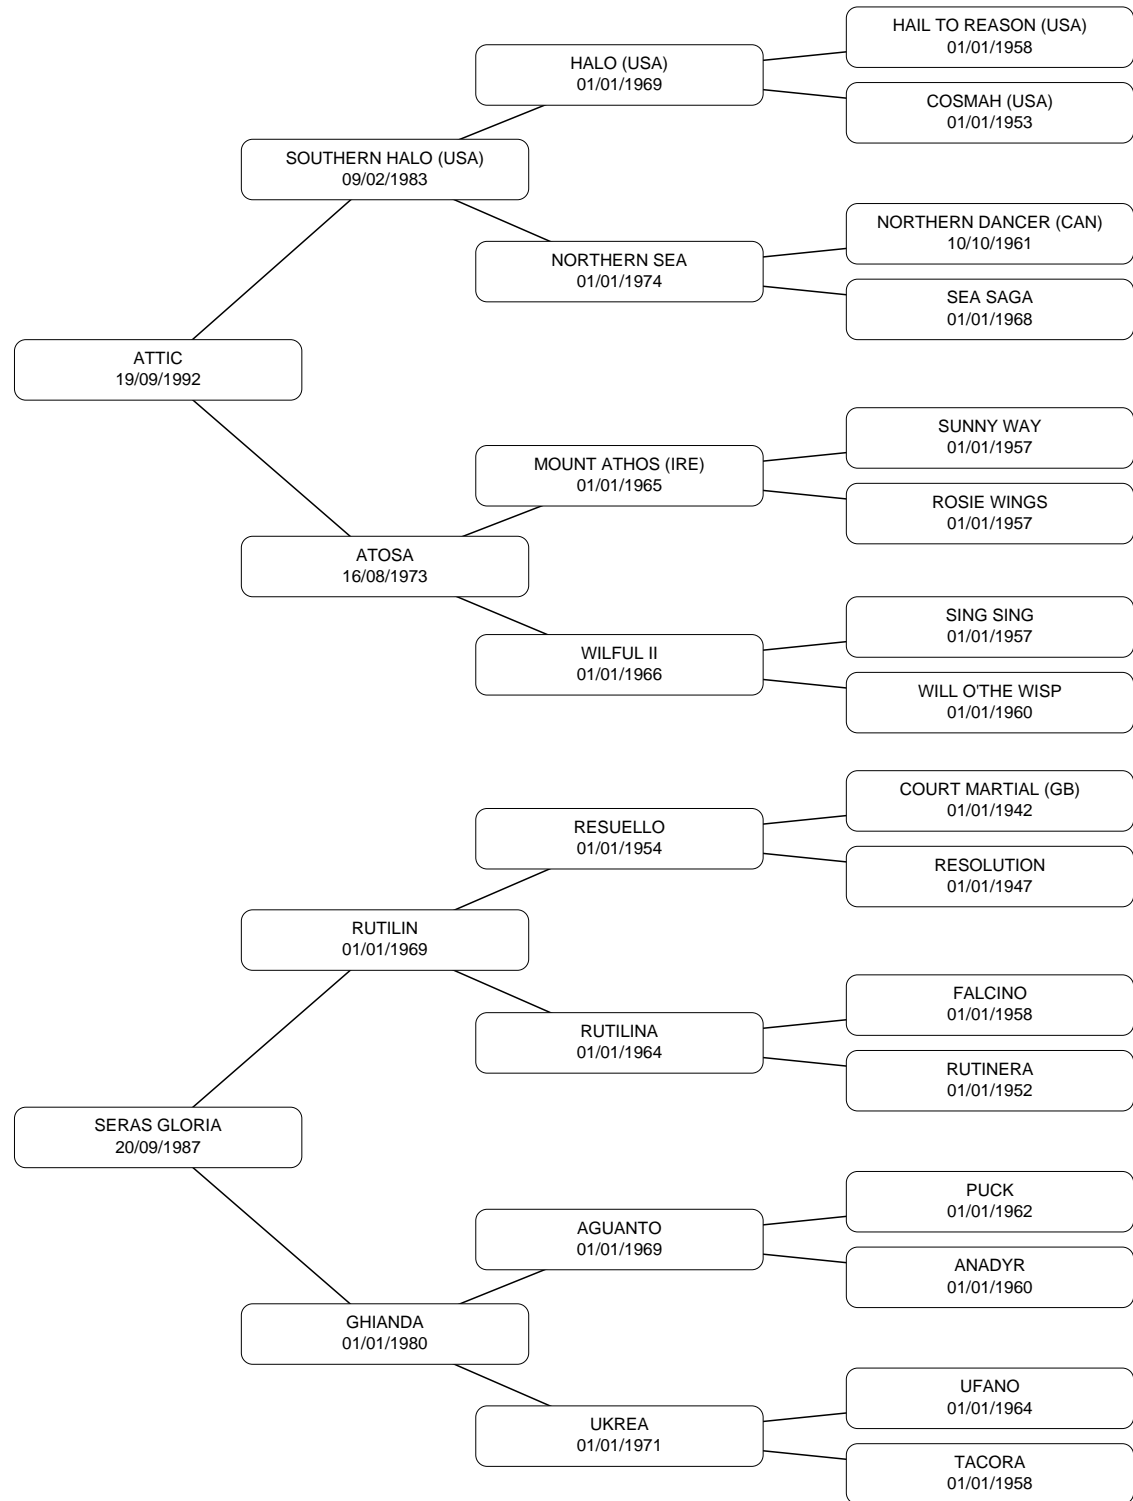 HAIL TO REASON (USA)
01/01/1958
HALO (USA)
01/01/1969
COSMAH (USA)
01/01/1953
SOUTHERN HALO (USA)
09/02/1983
NORTHERN DANCER (CAN)
10/10/1961
NORTHERN SEA
01/01/1974
SEA SAGA
01/01/1968
ATTIC
19/09/1992
SUNNY WAY
01/01/1957
MOUNT ATHOS (IRE)
01/01/1965
ROSIE WINGS
01/01/1957
ATOSA
16/08/1973
SING SING
01/01/1957
WILFUL II
01/01/1966
WILL O'THE WISP
01/01/1960
COURT MARTIAL (GB)
01/01/1942
RESUELLO
01/01/1954
RESOLUTION
01/01/1947
RUTILIN
01/01/1969
FALCINO
01/01/1958
RUTILINA
01/01/1964
RUTINERA
01/01/1952
SERAS GLORIA
20/09/1987
PUCK
01/01/1962
AGUANTO
01/01/1969
ANADYR
01/01/1960
GHIANDA
01/01/1980
UFANO
01/01/1964
UKREA
01/01/1971
TACORA
01/01/1958